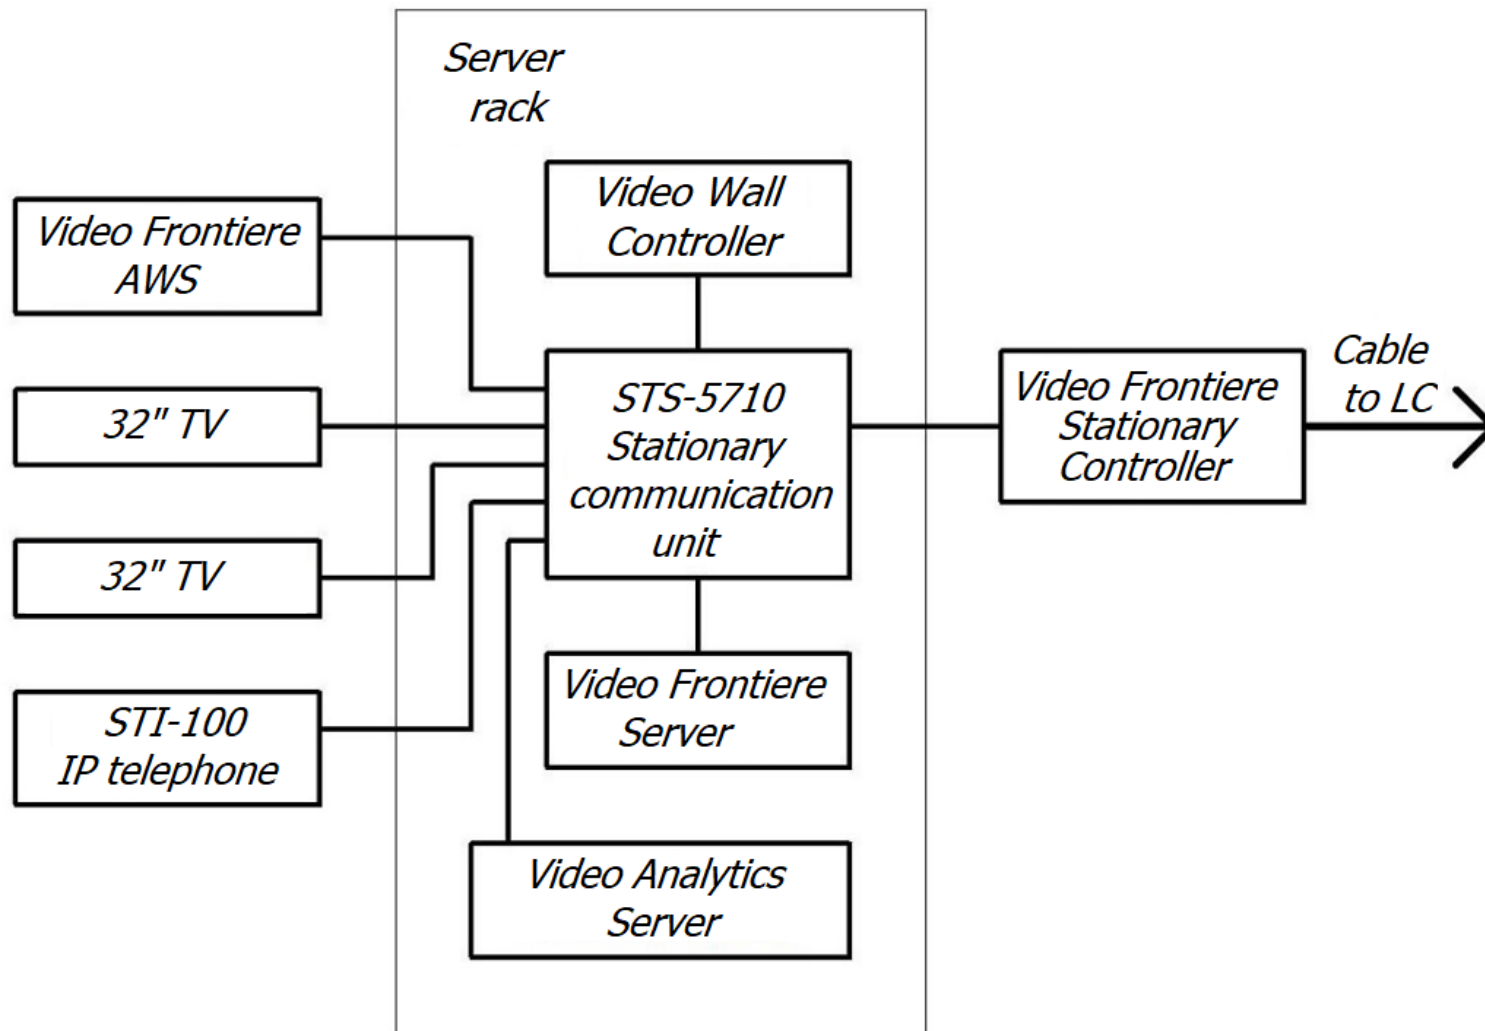 Server
rack
Video Wall
Controller
Video Frontiere
AWS
32" TV
32" TV
STI-100
IP telephone
STS-5710
Stationary
communication
unit
Video Frontiere
Server
Video Analytics
Server
Video Frontiere
Stationary
Controller
Cable
to LC